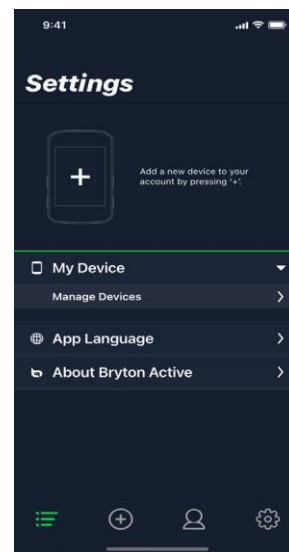 9:41
Settings
Add a new device to your
account by pressing '+'.
My Device
Manage Devices
App Language
About Bryton Active